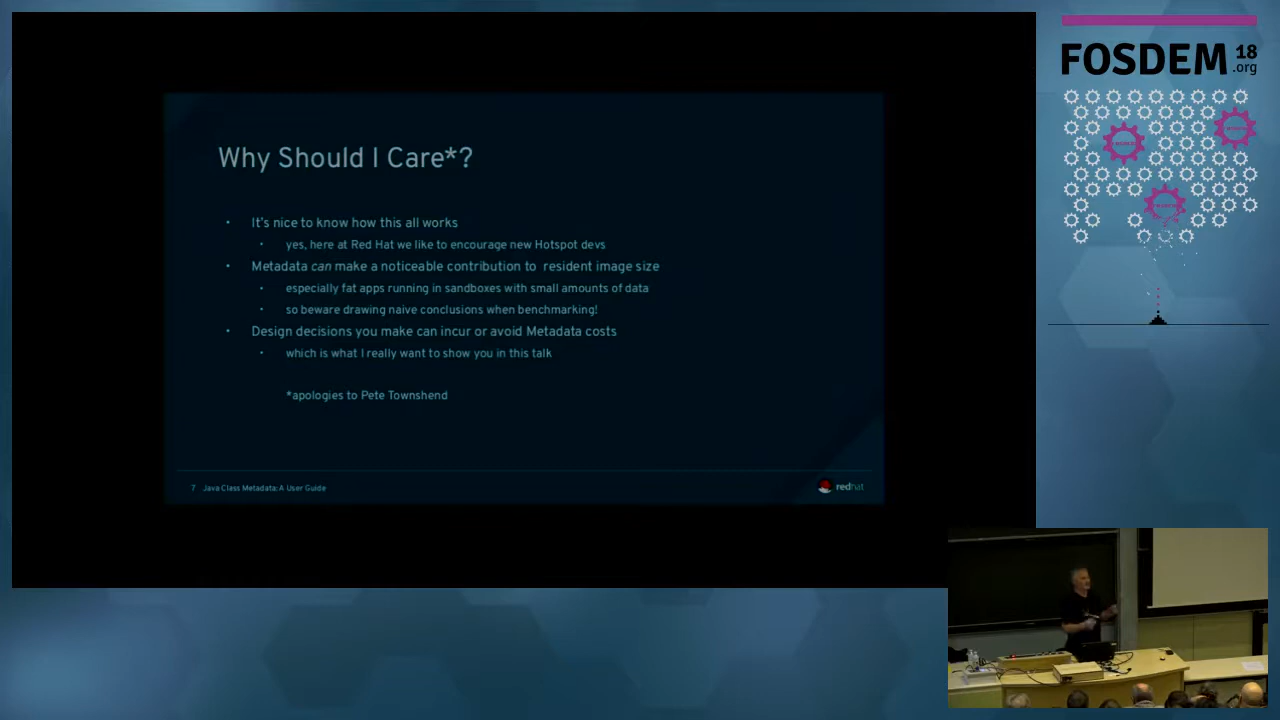 FOSDEM 18
.org
Why Should I Care*?
• It's nice to know how this all works
• yes, here at Red Hat we like to encourage new Hotspot devs
• Metadata can make a noticeable contribution to resident image size
• especially fat apps running in sandboxes with small amounts of data
• so beware drawing naive conclusions when benchmarking!
• Design decisions you make can incur or avoid Metadata costs
• which is what I really want to show you in this talk
*apologies to Pete Townshend
7 Java Class Metadata: A User Guide
redhat